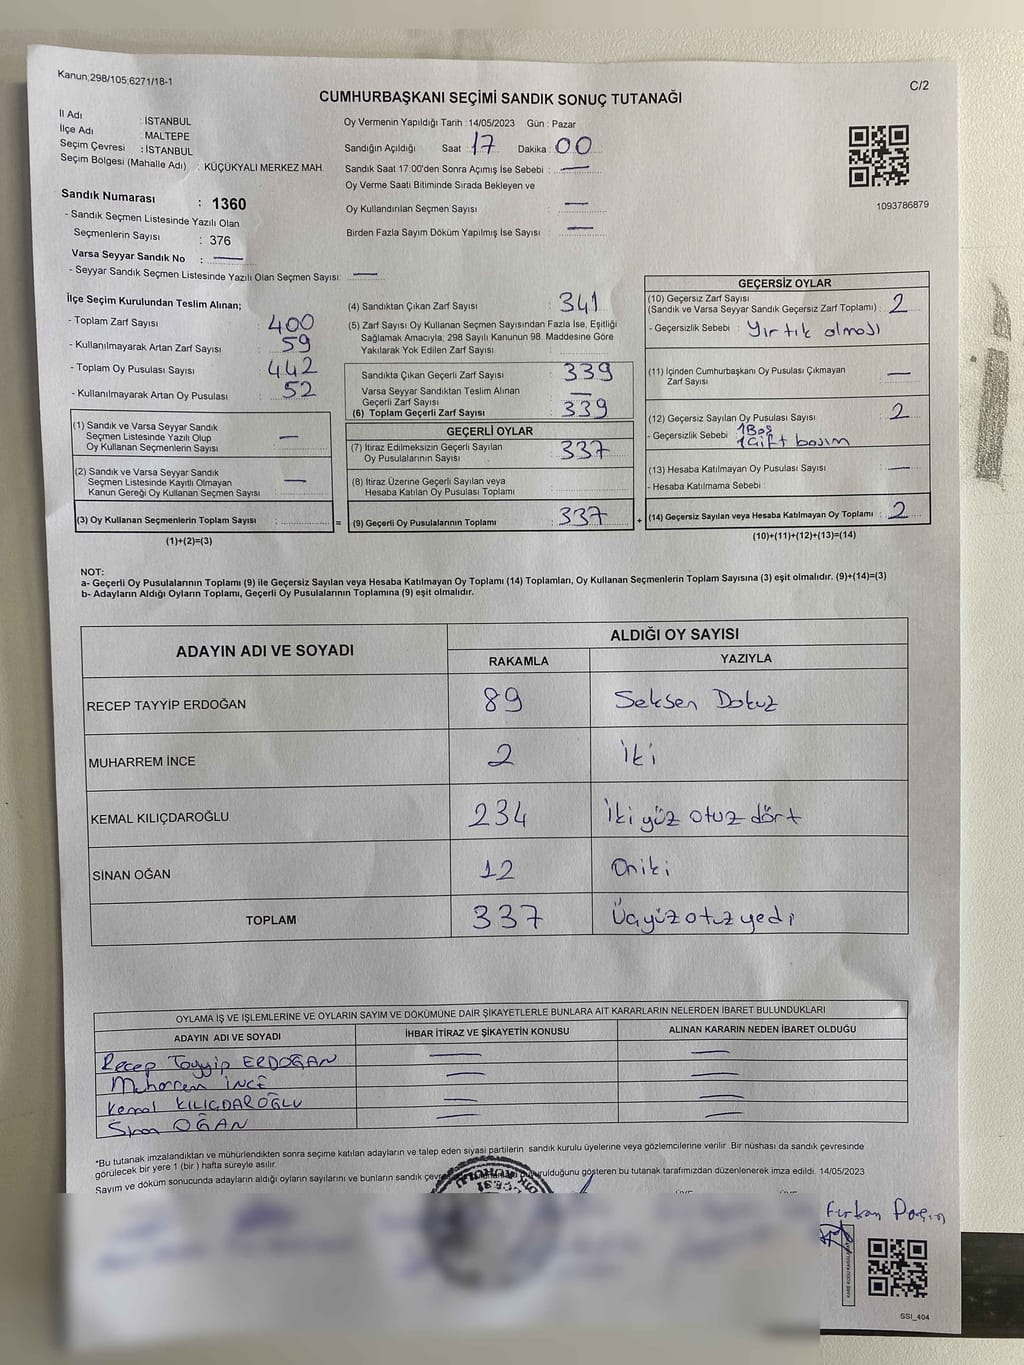 Kanun:298/105,6271/18-1
C/2
CUMHURBAŞKANI SEÇİMİ SANDIK SONUÇ TUTANAĞI
İl Adı : İSTANBUL
İlçe Adı : MALTEPE
Seçim Çevresi : İSTANBUL
Seçim Bölgesi (Mahalle Adı) : KÜÇÜKYALI MERKEZ MAH.
Sandık Numarası : 1360
- Sandık Seçmen Listesinde Yazılı Olan
Seçmenlerin Sayısı : 376
Varsa Seyyar Sandık No : —
- Seyyar Sandık Seçmen Listesinde Yazılı Olan Seçmen Sayısı: —
Oy Vermenin Yapıldığı Tarih : 14/05/2023 Gün : Pazar
Sandığın Açıldığı Saat : 17 Dakika : 00
Sandık Saat 17:00'den Sonra Açımış İse Sebebi : —
Oy Verme Saati Bitiminde Sırada Bekleyen ve
Oy Kullandırılan Seçmen Sayısı : —
Birden Fazla Sayım Döküm Yapılmış İse Sayısı : —
1093786879
İlçe Seçim Kurulundan Teslim Alınan;
- Toplam Zarf Sayısı : 400
- Kullanılmayarak Artan Zarf Sayısı : 59
- Toplam Oy Pusulası Sayısı : 442
- Kullanılmayarak Artan Oy Pusulası : 52
(1) Sandık ve Varsa Seyyar Sandık
Seçmen Listesinde Yazılı Olup
Oy Kullanan Seçmenlerin Sayısı : —
(2) Sandık ve Varsa Seyyar Sandık
Seçmen Listesinde Kayıtlı Olmayan
Kanun Gereği Oy Kullanan Seçmen Sayısı : —
(3) Oy Kullanan Seçmenlerin Toplam Sayısı :
(1)+(2)=(3)
(4) Sandıktan Çıkan Zarf Sayısı : 341
(5) Zarf Sayısı Oy Kullanan Seçmen Sayısından Fazla İse, Eşitliği
Sağlamak Amacıyla; 298 Sayılı Kanunun 98. Maddesine Göre
Yakılarak Yok Edilen Zarf Sayısı :
Sandıkta Çıkan Geçerli Zarf Sayısı : 339
Varsa Seyyar Sandıktan Teslim Alınan
Geçerli Zarf Sayısı : —
(6) Toplam Geçerli Zarf Sayısı : 339
GEÇERLİ OYLAR
(7) İtiraz Edilmeksizin Geçerli Sayılan
Oy Pusulalarının Sayısı : 337
(8) İtiraz Üzerine Geçerli Sayılan veya
Hesaba Katılan Oy Pusulası Toplamı :
= (9) Geçerli Oy Pusulalarının Toplamı : 337 +
GEÇERSİZ OYLAR
(10) Geçersiz Zarf Sayısı
(Sandık ve Varsa Seyyar Sandık Geçersiz Zarf Toplamı) : 2
- Geçersizlik Sebebi : Yırtık olması
(11) İçinden Cumhurbaşkanı Oy Pusulası Çıkmayan
Zarf Sayısı : —
(12) Geçersiz Sayılan Oy Pusulası Sayısı : 2
- Geçersizlik Sebebi : 1 Boş
1 Çift basım
(13) Hesaba Katılmayan Oy Pusulası Sayısı : —
- Hesaba Katılmama Sebebi :
(14) Geçersiz Sayılan veya Hesaba Katılmayan Oy Toplamı : 2
(10)+(11)+(12)+(13)=(14)
NOT:
a- Geçerli Oy Pusulalarının Toplamı (9) ile Geçersiz Sayılan veya Hesaba Katılmayan Oy Toplamı (14) Toplamları, Oy Kullanan Seçmenlerin Toplam Sayısına (3) eşit olmalıdır. (9)+(14)=(3)
b- Adayların Aldığı Oyların Toplamı, Geçerli Oy Pusulalarının Toplamına (9) eşit olmalıdır.
ADAYIN ADI VE SOYADI
ALDIĞI OY SAYISI
RAKAMLA YAZIYLA
RECEP TAYYİP ERDOĞAN 89 Seksen Dokuz
MUHARREM İNCE 2 İki
KEMAL KILIÇDAROĞLU 234 İki yüz otuz dört
SİNAN OĞAN 12 Oniki
TOPLAM 337 Üçyüzotuzyedi
OYLAMA İŞ VE İŞLEMLERİNE VE OYLARIN SAYIM VE DÖKÜMÜNE DAİR ŞİKAYETLERLE BUNLARA AİT KARARLARIN NELERDEN İBARET BULUNDUKLARI
ADAYIN ADI VE SOYADI İHBAR İTİRAZ VE ŞİKAYETİN KONUSU ALINAN KARARIN NEDEN İBARET OLDUĞU
Recep Tayyip ERDOĞAN — —
Muharrem İNCE — —
Kemal KILIÇDAROĞLU — —
Sinan OĞAN — —
*Bu tutanak imzalandıktan ve mühürlendikten sonra seçime katılan adayların ve talep eden siyasi partilerin sandık kurulu üyelerine veya gözlemcilerine verilir. Bir nüshası da sandık çevresinde
görülecek bir yere 1 (bir) hafta süreyle asılır.
Sayım ve döküm sonucunda adayların aldığı oyların sayılarını ve bunların sandık olduğunu gösteren bu tutanak tarafımızdan düzenlenerek imza edildi. 14/05/2023
Furkan
SSI_404